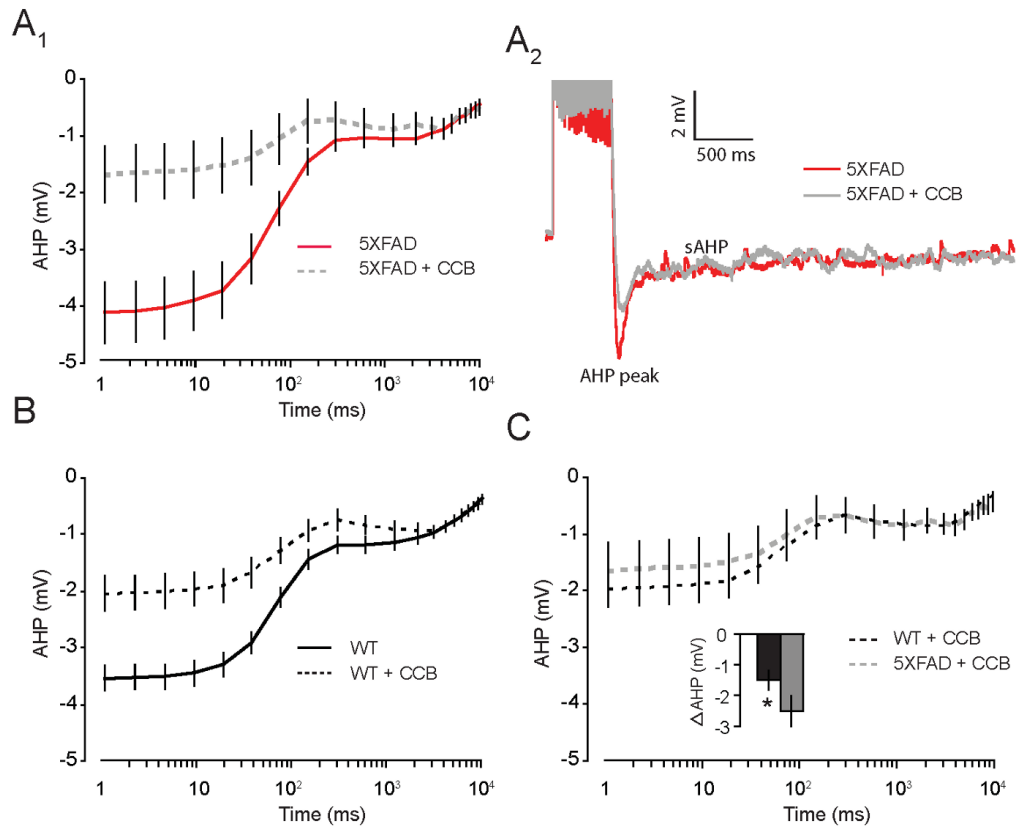 A1
0
-1
-2
-3
-4
-5
AHP (mV)
5XFAD
5XFAD + CCB
1 10 10² 10³ 10⁴
Time (ms)
A2
2 mV
500 ms
5XFAD
5XFAD + CCB
sAHP
AHP peak
B
0
-1
-2
-3
-4
-5
AHP (mV)
WT
WT + CCB
1 10 10² 10³ 10⁴
Time (ms)
C
0
-1
-2
-3
-4
-5
AHP (mV)
0
-1
-2
-3
ΔAHP (mV)
*
WT + CCB
5XFAD + CCB
1 10 10² 10³ 10⁴
Time (ms)